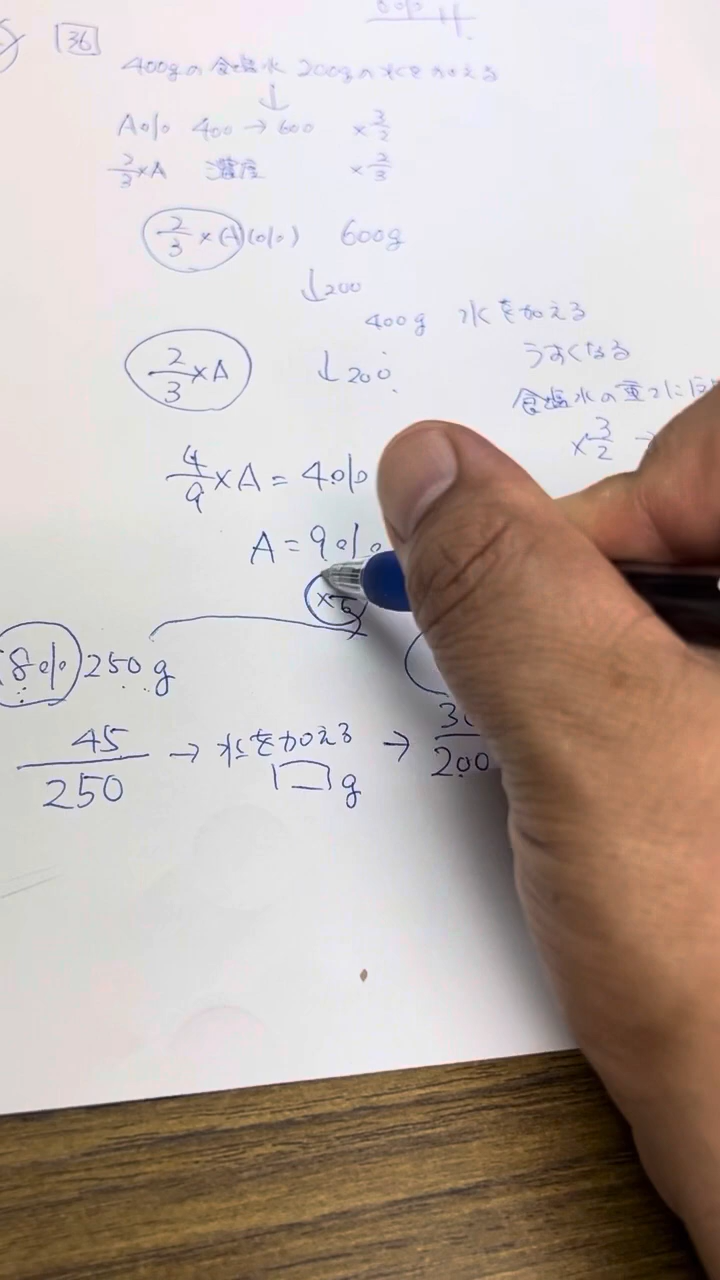 36
400gの食塩水 200gの水を加える
↓
A% 400→600 ×3/2
2/3×A 濃度 ×2/3
2/3×A(%) 600g
↓200
400g 水を加える
うすくなる
2/3×A ↓200
食塩水の重さに
×3/2 →
4/9×A=4%
A=9%
8% 250g
45/250 → 水を加える → 200
□g